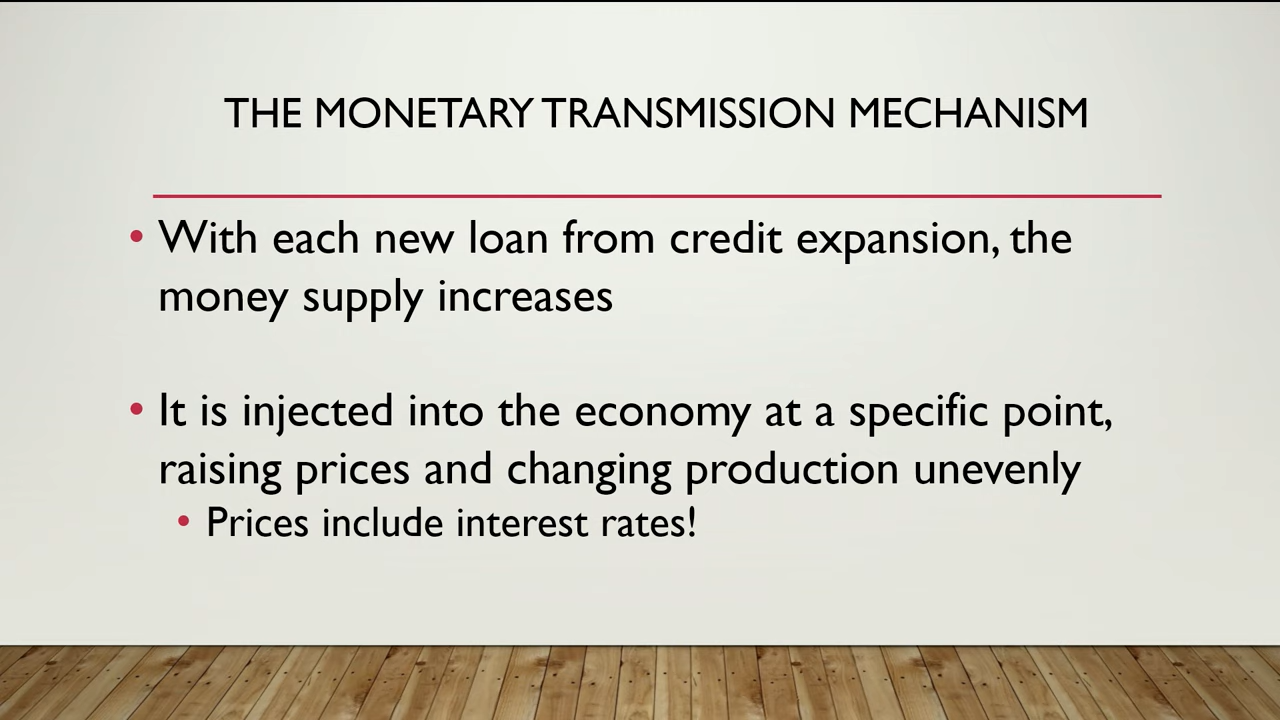 THE MONETARY TRANSMISSION MECHANISM
• With each new loan from credit expansion, the
money supply increases
• It is injected into the economy at a specific point,
raising prices and changing production unevenly
• Prices include interest rates!